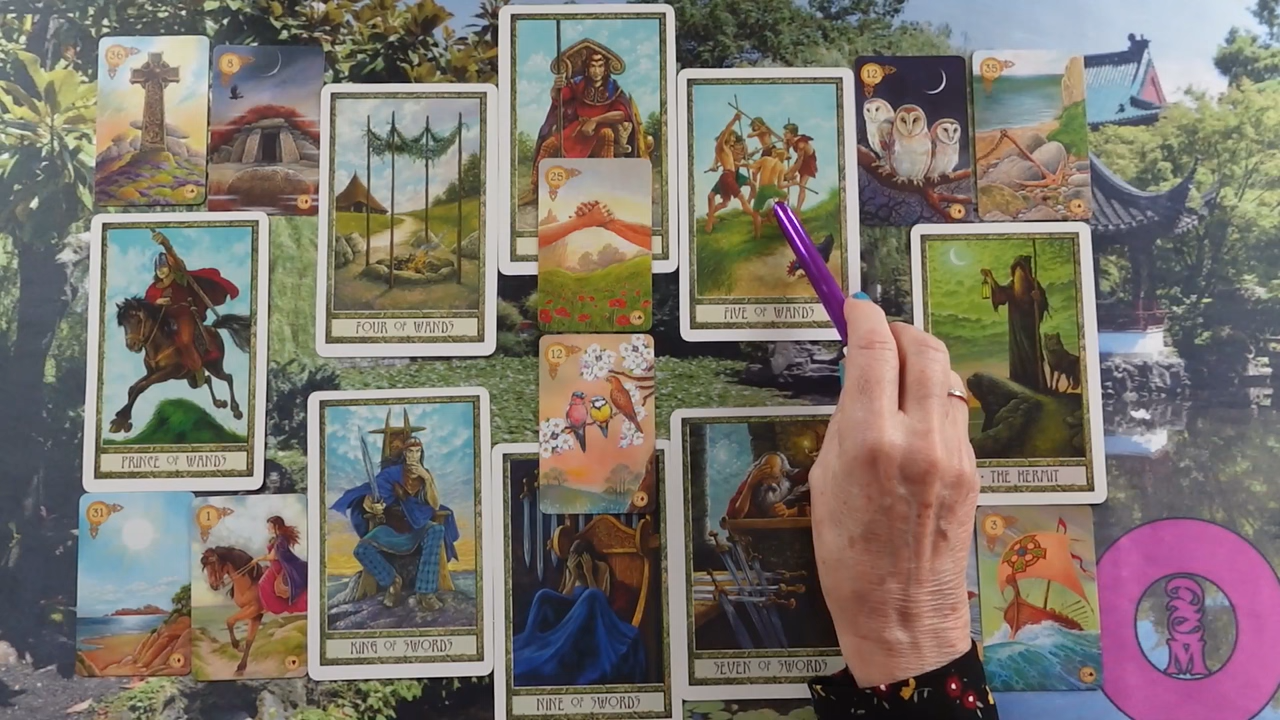 36
8
12
35
FOUR OF WANDS
25
FIVE OF WANDS
PRINCE OF WANDS
12
· THE HERMIT
31
1
KING OF SWORDS
3
SEVEN OF SWORDS
NINE OF SWORDS